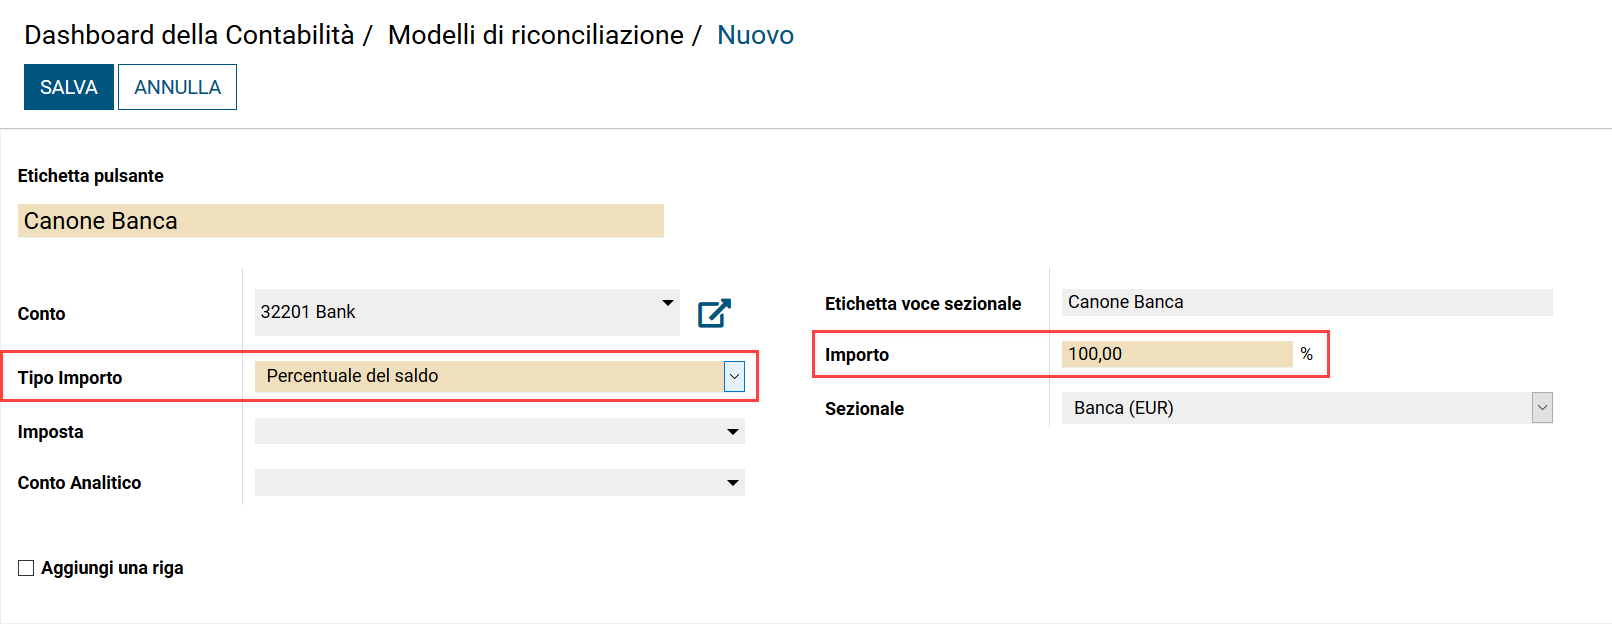 Dashboard della Contabilità / Modelli di riconciliazione / Nuovo
SALVA ANNULLA
Etichetta pulsante
Canone Banca
Conto 32201 Bank
Etichetta voce sezionale Canone Banca
Tipo Importo Percentuale del saldo
Importo 100,00 %
Imposta
Sezionale Banca (EUR)
Conto Analitico
Aggiungi una riga